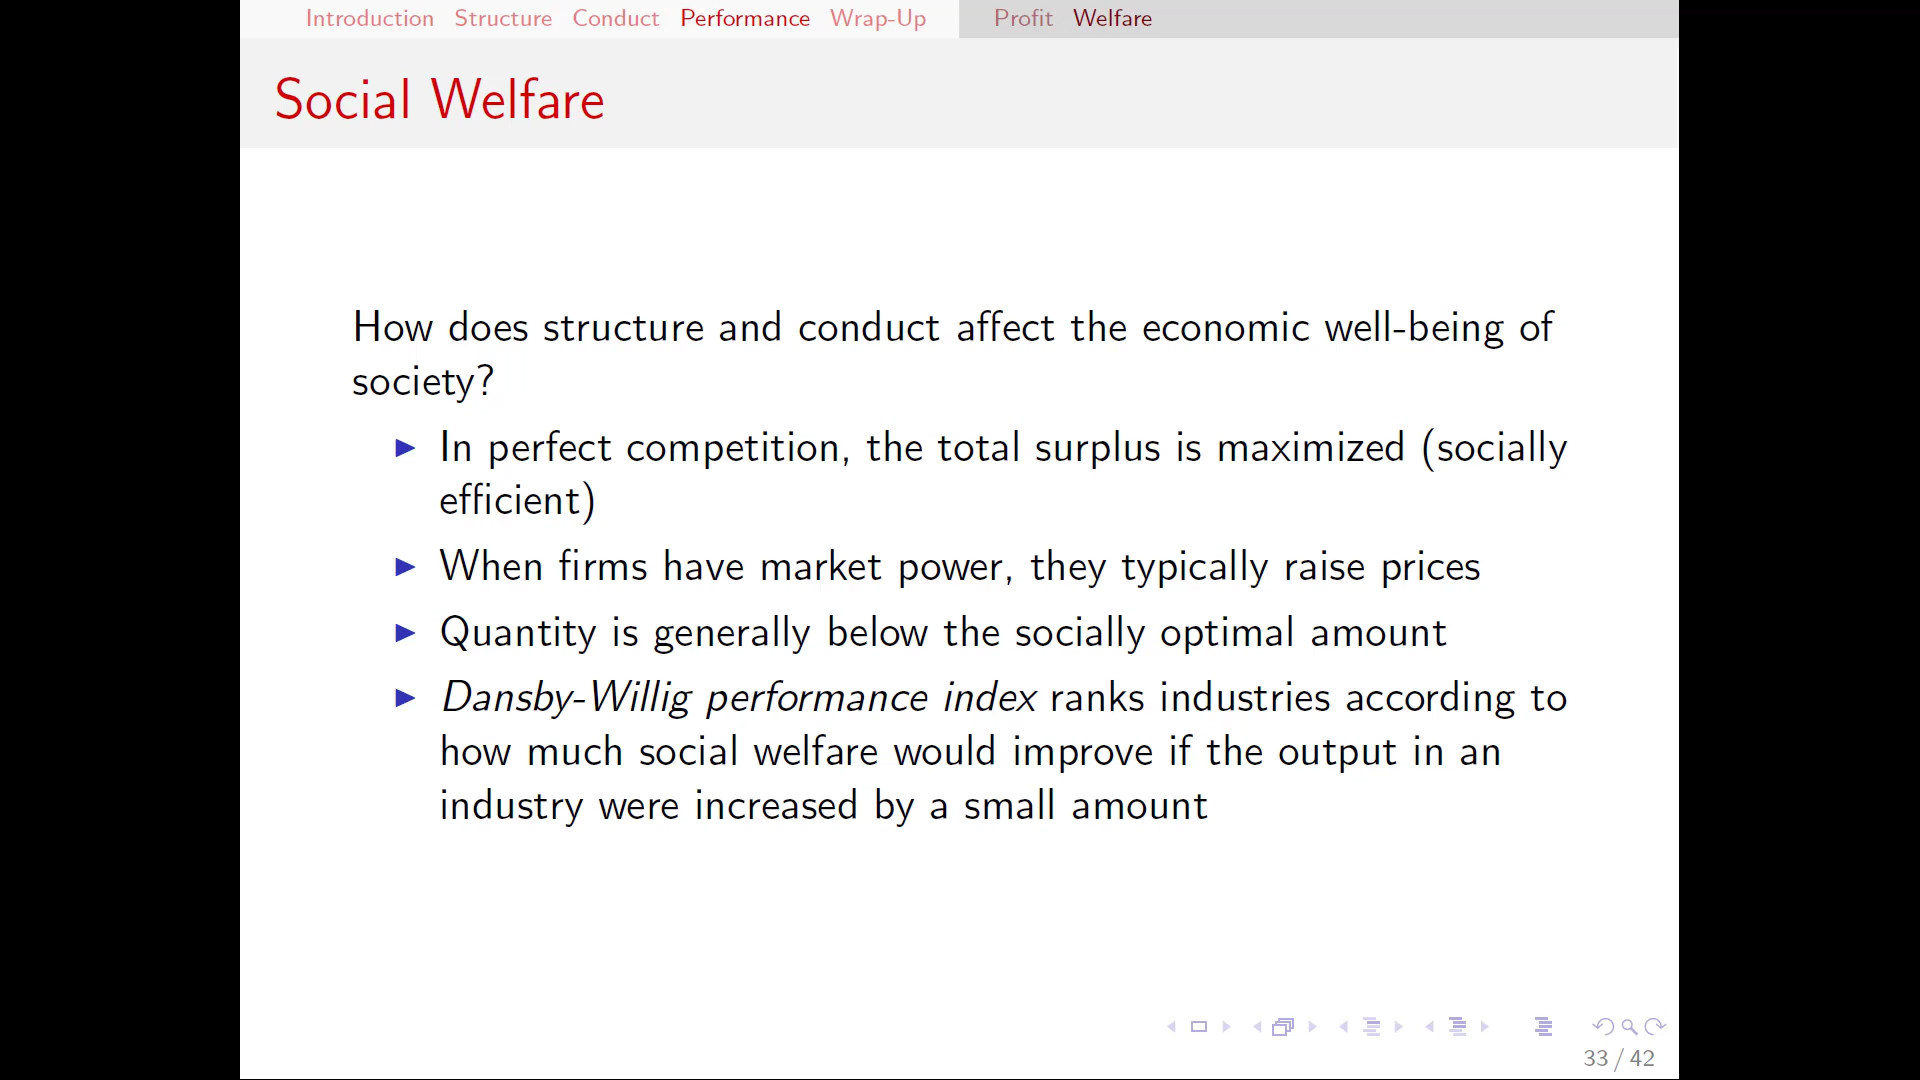 Introduction Structure Conduct Performance Wrap-Up Profit Welfare
Social Welfare
How does structure and conduct affect the economic well-being of
society?
In perfect competition, the total surplus is maximized (socially
efficient)
When firms have market power, they typically raise prices
Quantity is generally below the socially optimal amount
Dansby-Willig performance index ranks industries according to
how much social welfare would improve if the output in an
industry were increased by a small amount
33 / 42